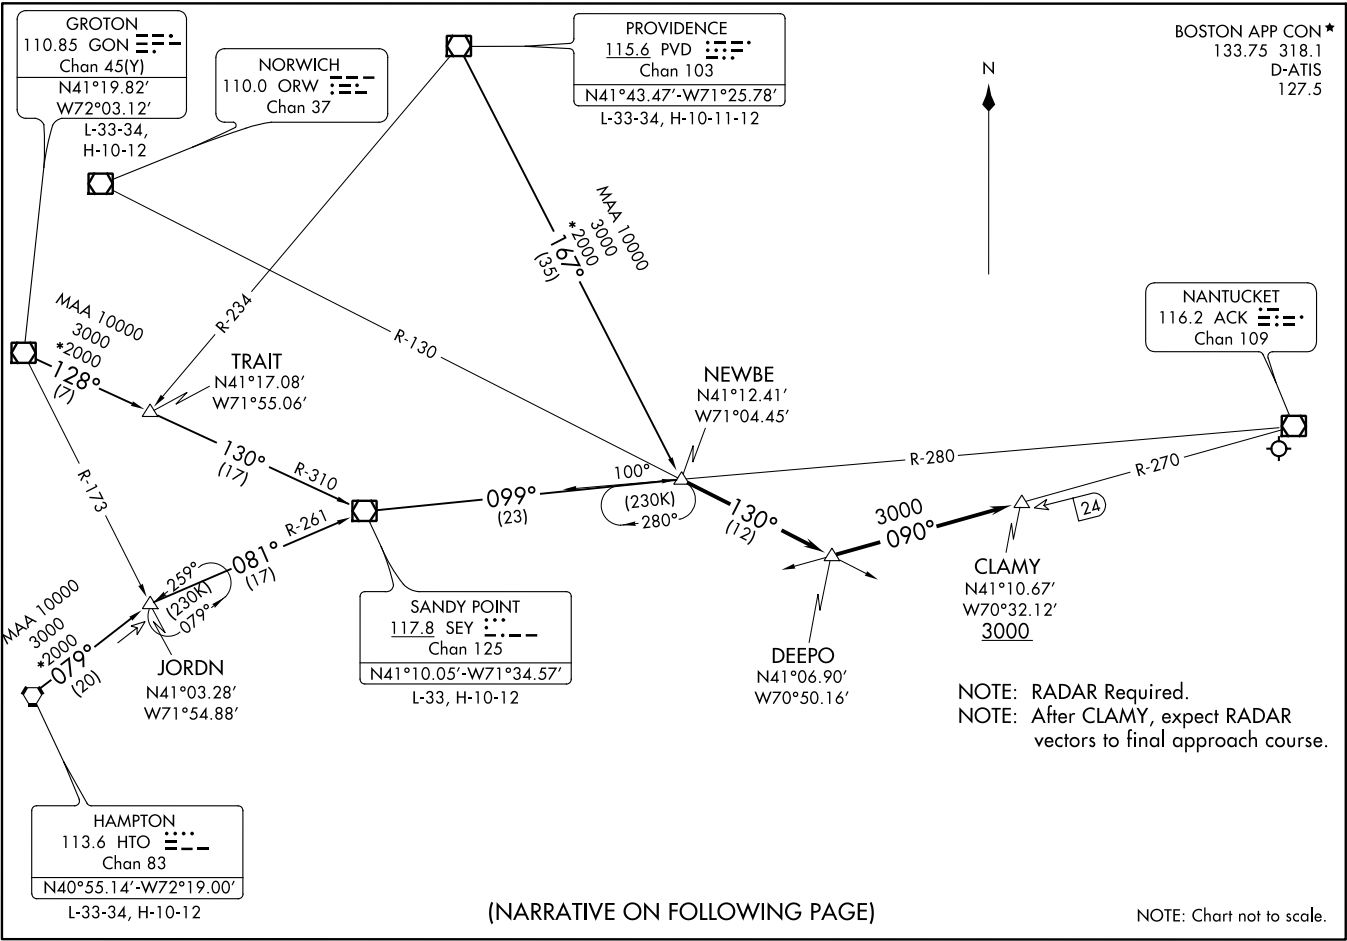 GROTON
110.85 GON
Chan 45(Y)
N41°19.82′
W72°03.12′
L-33-34,
H-10-12
NORWICH
110.0 ORW
Chan 37
PROVIDENCE
115.6 PVD
Chan 103
N41°43.47′-W71°25.78′
L-33-34, H-10-11-12
BOSTON APP CON★
133.75 318.1
D-ATIS
127.5
N
MAA 10000
3000
*2000
167°
(35)
R-234
R-130
NANTUCKET
116.2 ACK
Chan 109
MAA 10000
3000
*2000
128°
(7)
TRAIT
N41°17.08′
W71°55.06′
NEWBE
N41°12.41′
W71°04.45′
130°
(17)
R-310
R-173
099°
(23)
100°
(230K)
280°
R-280
R-270
24
130°
(12)
3000
090°
R-261
081°
(17)
259°
(230K)
079°
CLAMY
N41°10.67′
W70°32.12′
3000
MAA 10000
3000
*2000
079°
(20)
JORDN
N41°03.28′
W71°54.88′
SANDY POINT
117.8 SEY
Chan 125
N41°10.05′-W71°34.57′
L-33, H-10-12
DEEPO
N41°06.90′
W70°50.16′
NOTE: RADAR Required.
NOTE: After CLAMY, expect RADAR
vectors to final approach course.
HAMPTON
113.6 HTO
Chan 83
N40°55.14′-W72°19.00′
L-33-34, H-10-12
(NARRATIVE ON FOLLOWING PAGE)
NOTE: Chart not to scale.